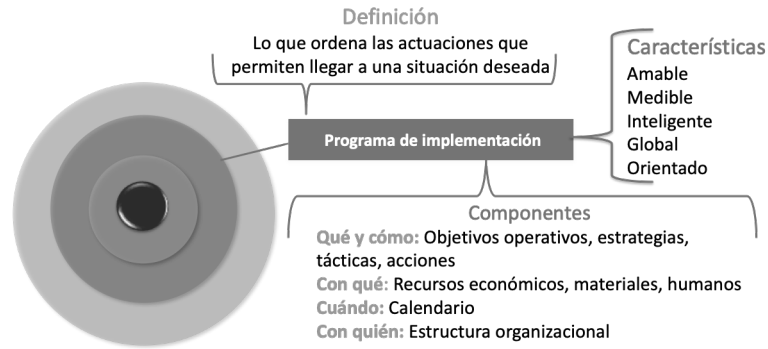 Definición
Lo que ordena las actuaciones que
permiten llegar a una situación deseada
Programa de implementación
Características
Amable
Medible
Inteligente
Global
Orientado
Componentes
Qué y cómo: Objetivos operativos, estrategias,
tácticas, acciones
Con qué: Recursos económicos, materiales, humanos
Cuándo: Calendario
Con quién: Estructura organizacional